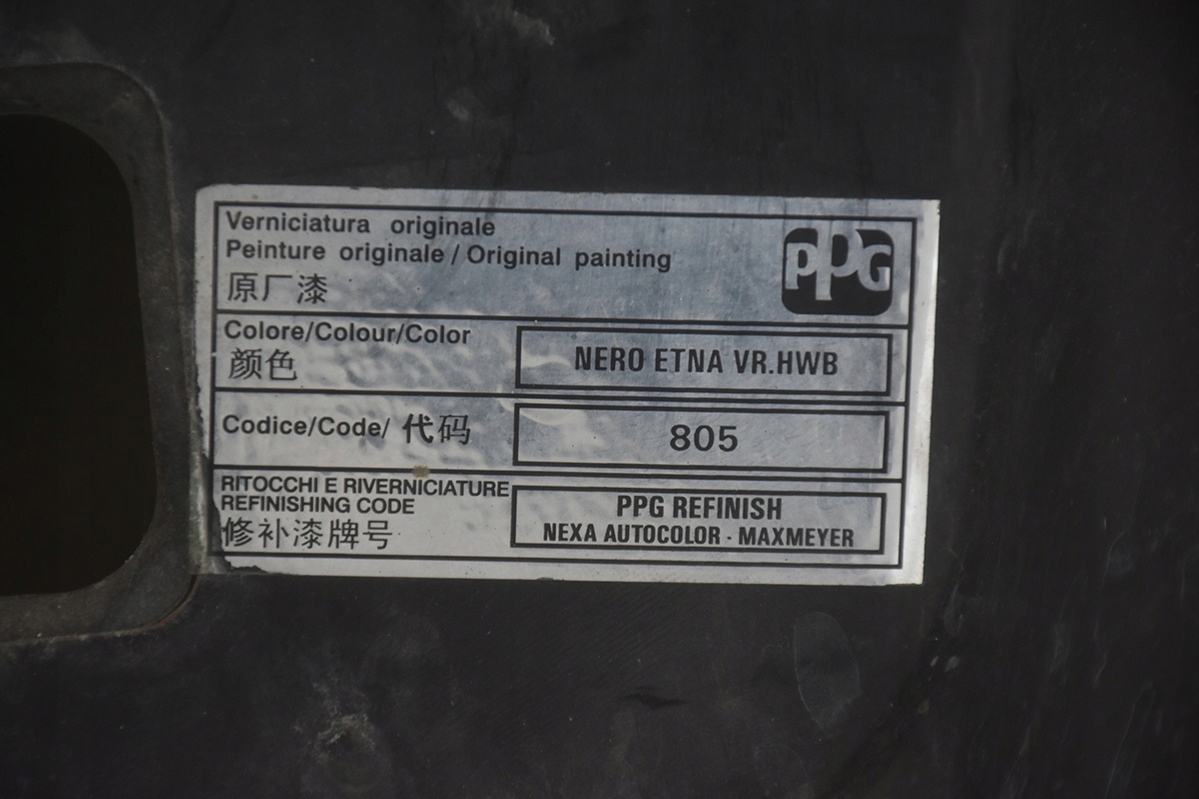 Verniciatura originale
Peinture originale / Original painting
原厂漆
PPG
Colore/Colour/Color
颜色
NERO ETNA VR.HWB
Codice/Code/ 代码
805
RITOCCHI E RIVERNICIATURE
REFINISHING CODE
修补漆牌号
PPG REFINISH
NEXA AUTOCOLOR - MAXMEYER